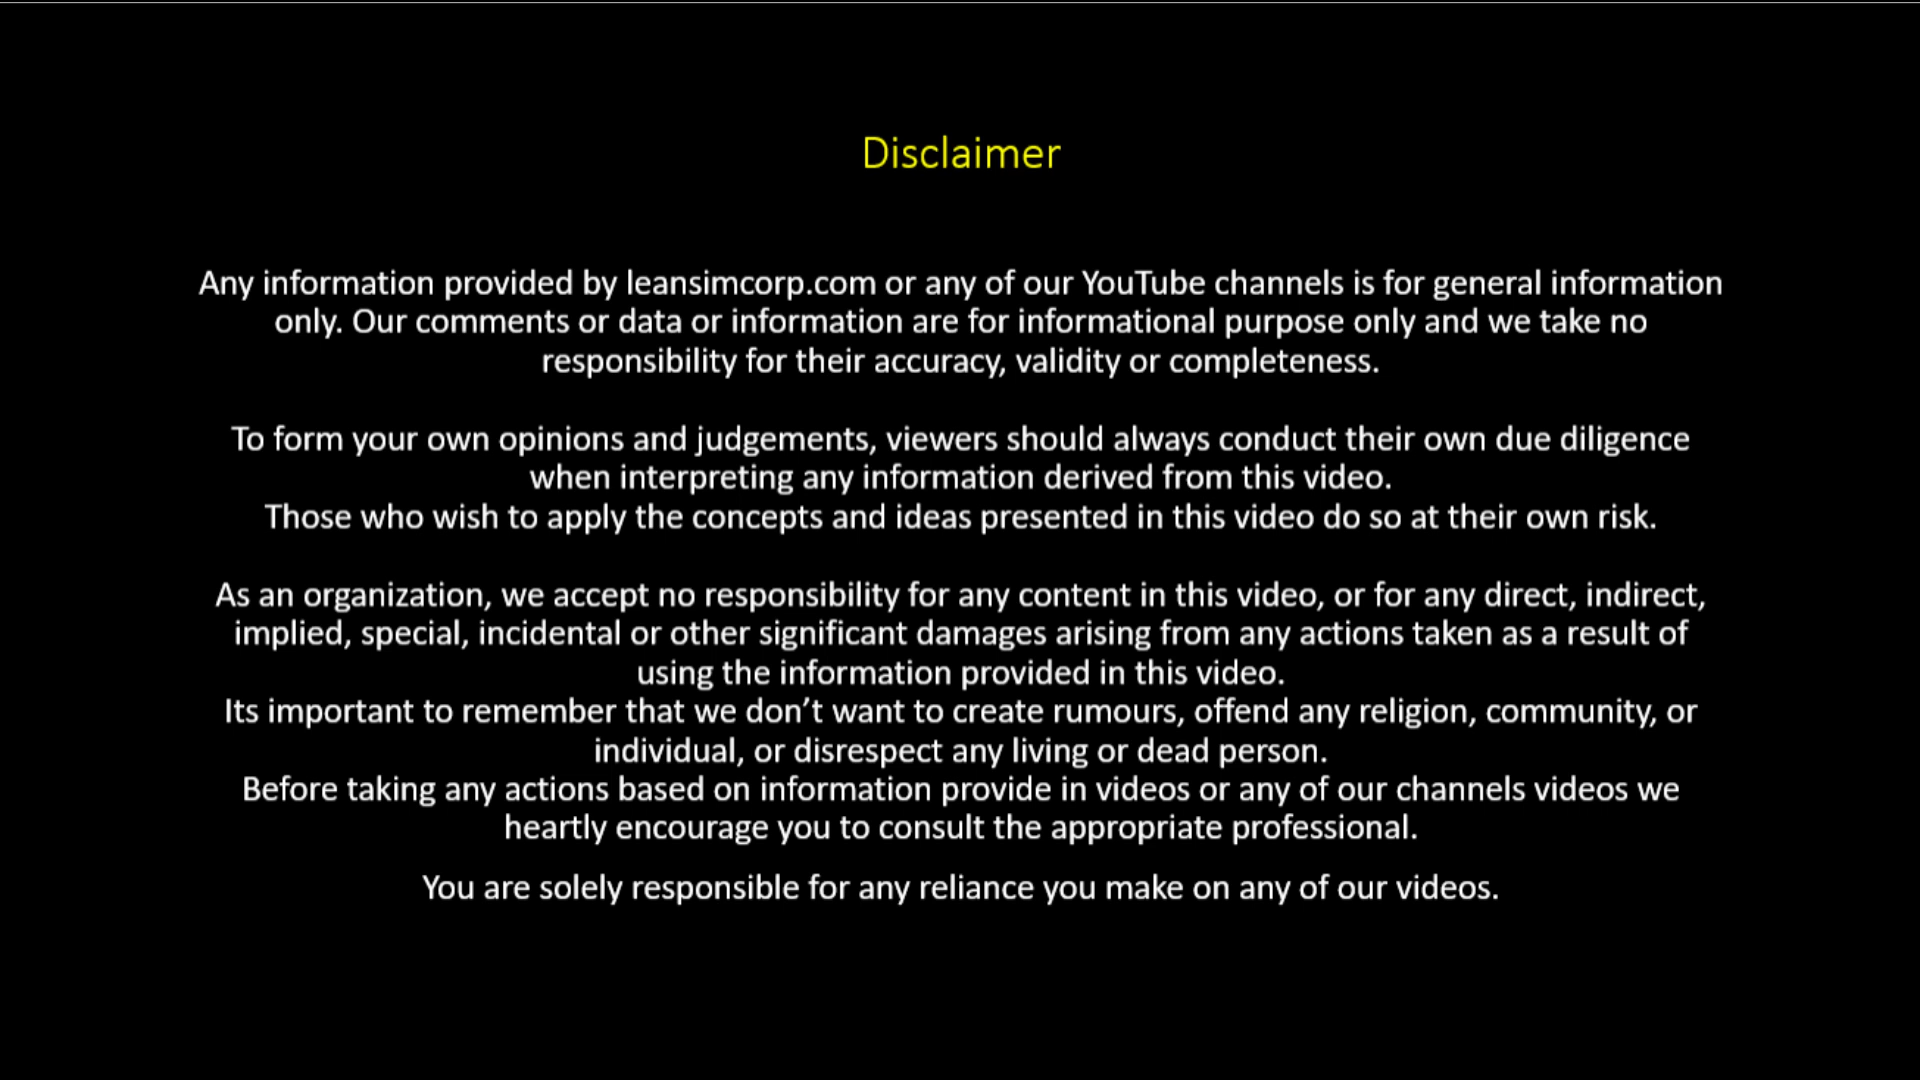 Disclaimer
Any information provided by leansimcorp.com or any of our YouTube channels is for general information
only. Our comments or data or information are for informational purpose only and we take no
responsibility for their accuracy, validity or completeness.
To form your own opinions and judgements, viewers should always conduct their own due diligence
when interpreting any information derived from this video.
Those who wish to apply the concepts and ideas presented in this video do so at their own risk.
As an organization, we accept no responsibility for any content in this video, or for any direct, indirect,
implied, special, incidental or other significant damages arising from any actions taken as a result of
using the information provided in this video.
Its important to remember that we don’t want to create rumours, offend any religion, community, or
individual, or disrespect any living or dead person.
Before taking any actions based on information provide in videos or any of our channels videos we
heartly encourage you to consult the appropriate professional.
You are solely responsible for any reliance you make on any of our videos.